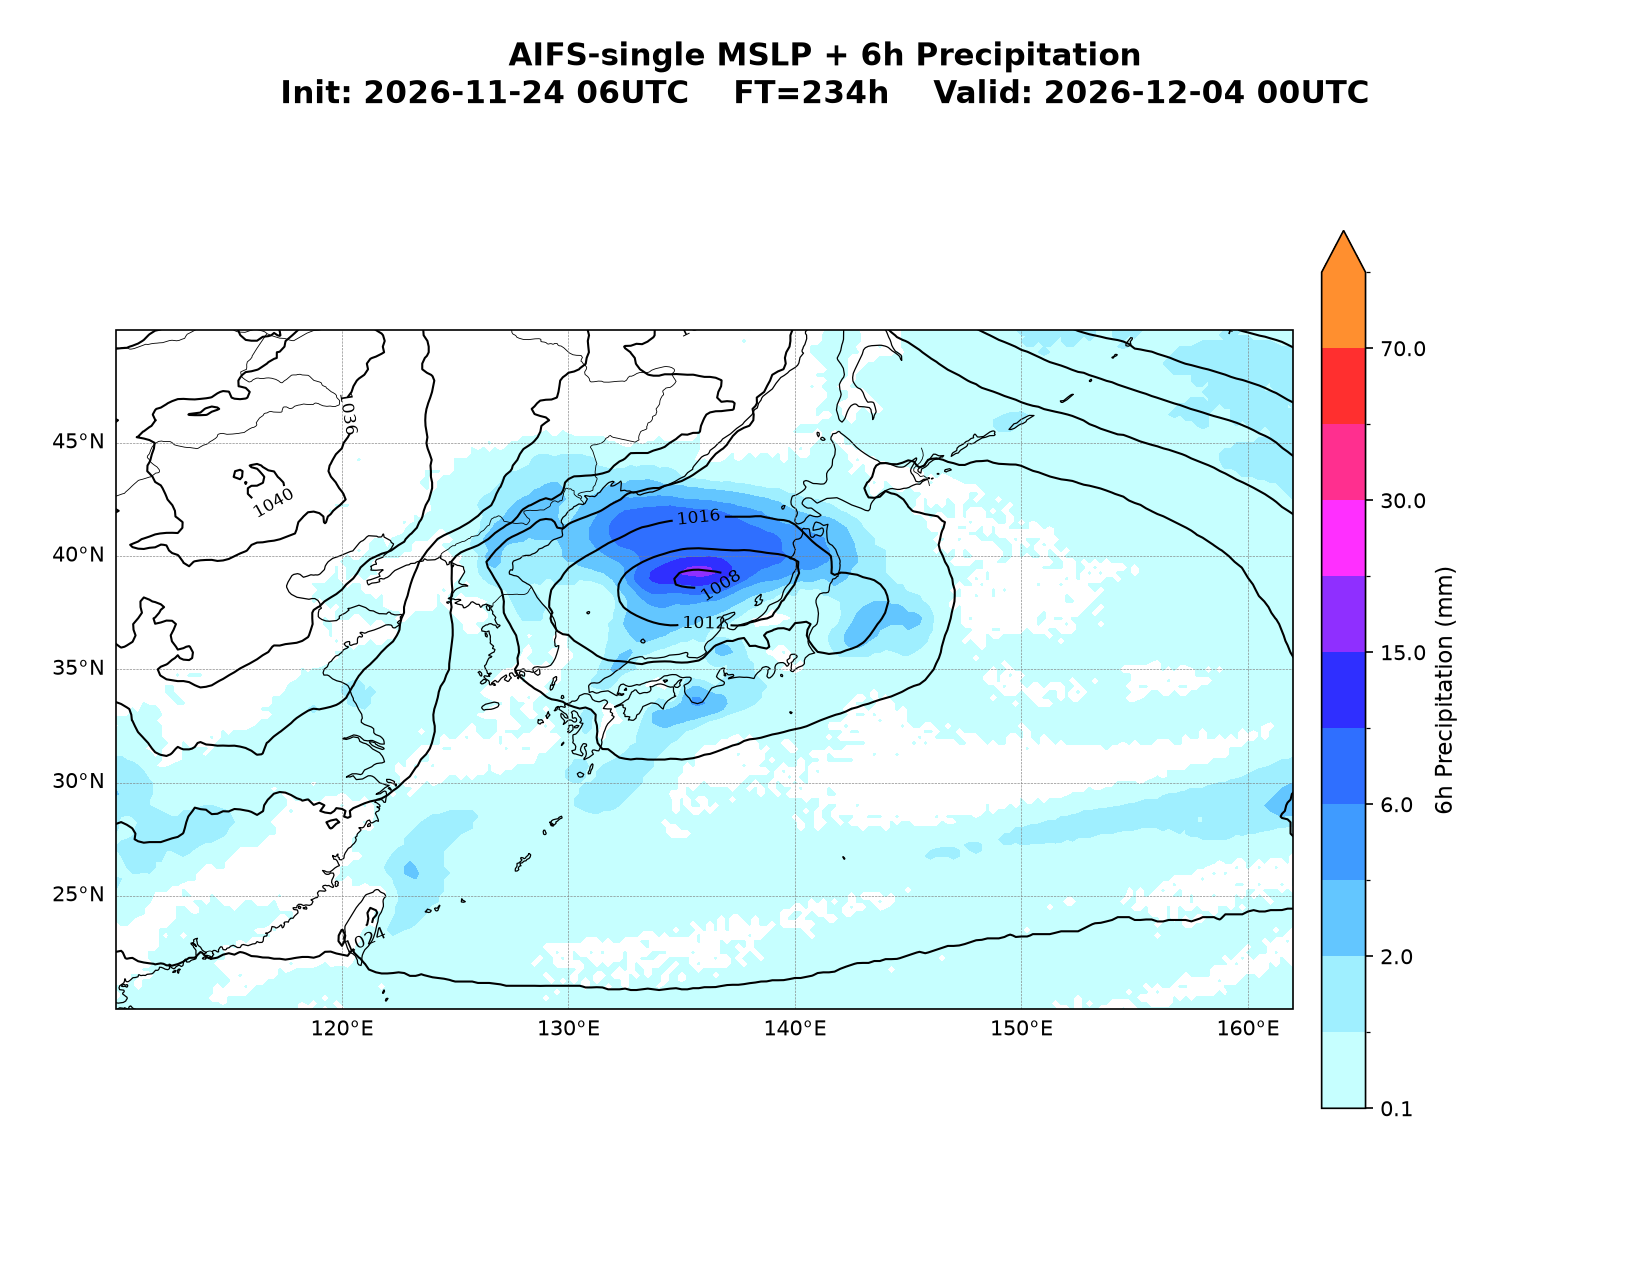 AIFS-single MSLP + 6h Precipitation
Init: 2026-11-24 06UTC    FT=234h    Valid: 2026-12-04 00UTC
70.0
1036
45°N
1040
30.0
1016
40°N
1008
6h Precipitation (mm)
1012
35°N
15.0
30°N
6.0
25°N
1024
2.0
120°E
130°E
140°E
150°E
160°E
0.1